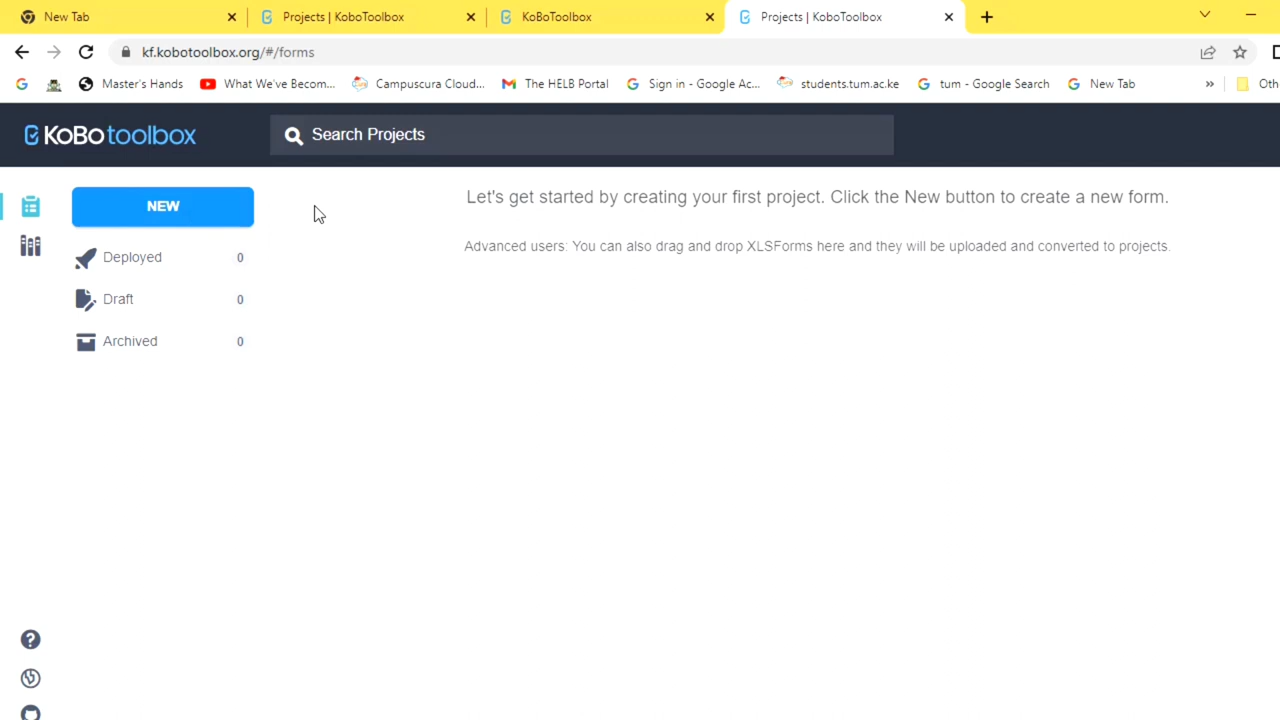 New Tab
Projects | KoboToolbox
KoBoToolbox
Projects | KoboToolbox
kf.kobotoolbox.org/#/forms
Master's Hands
What We've Becom...
Campuscura Cloud...
The HELB Portal
Sign in - Google Ac...
students.tum.ac.ke
tum - Google Search
New Tab
»
Oth
KoBotoolbox
Search Projects
NEW
Let's get started by creating your first project. Click the New button to create a new form.
Advanced users: You can also drag and drop XLSForms here and they will be uploaded and converted to projects.
Deployed 0
Draft 0
Archived 0